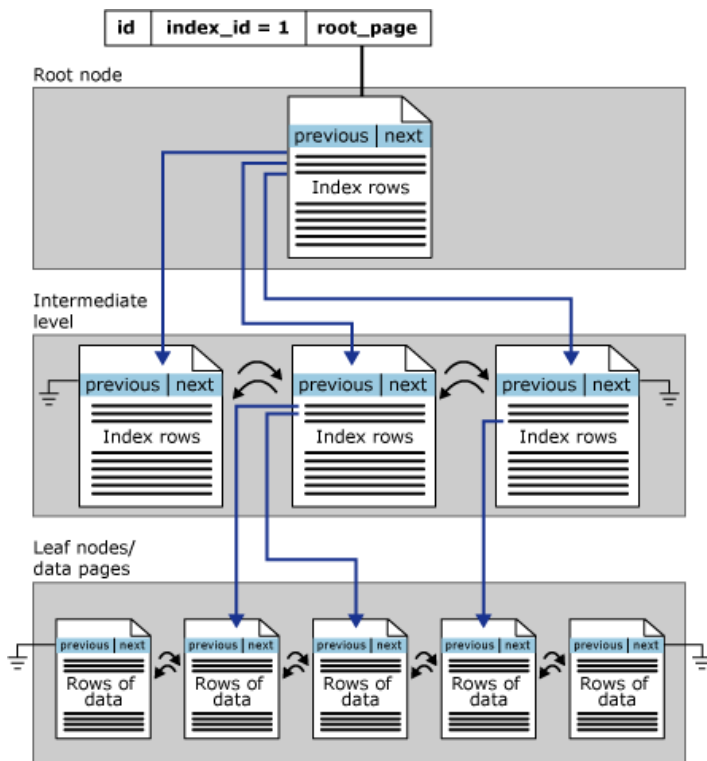 id index_id = 1 root_page
Root node
previous next
Index rows
Intermediate
level
previous next previous next previous next
Index rows Index rows Index rows
Leaf nodes/
data pages
previous next previous next previous next previous next previous next
Rows of Rows of Rows of Rows of Rows of
data data data data data